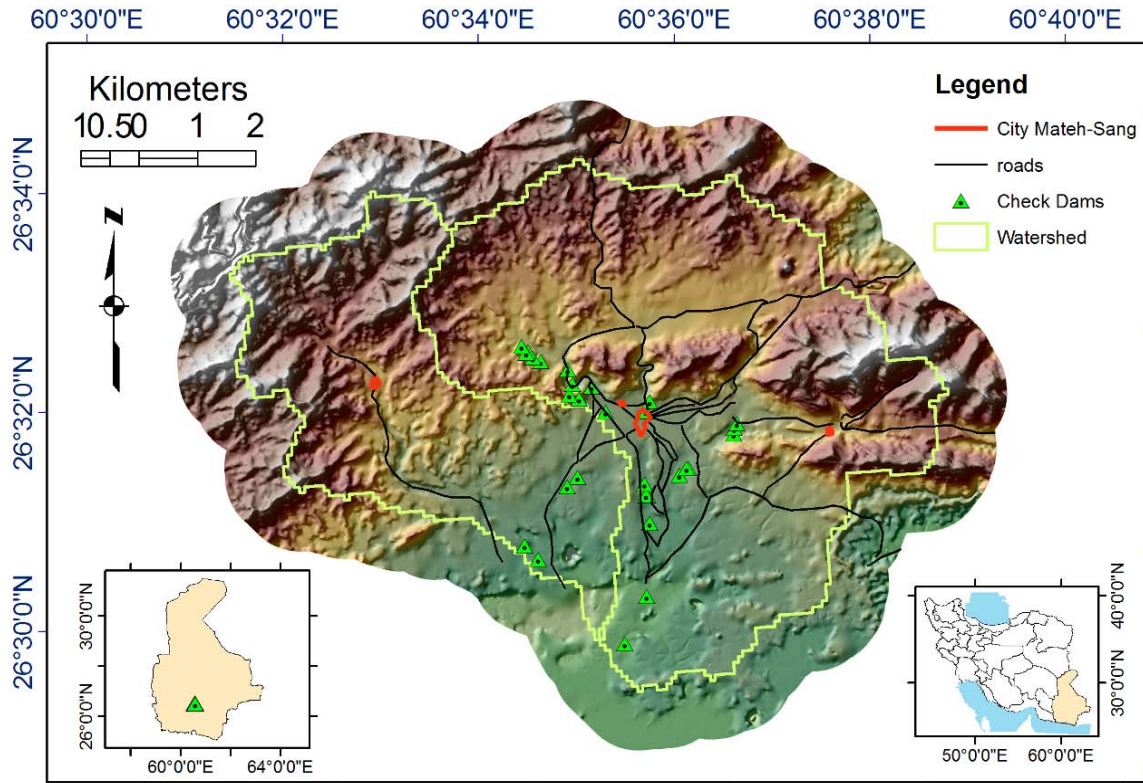 60°30'0"E 60°32'0"E 60°34'0"E 60°36'0"E 60°38'0"E 60°40'0"E
Kilometers
10.50 1 2
Legend
City Mateh-Sang
roads
Check Dams
Watershed
26°34'0"N
26°32'0"N
26°30'0"N
N
30°0'0"N
26°0'0"N
60°0'0"E 64°0'0"E
40°0'0"N
30°0'0"N
50°0'0"E 60°0'0"E